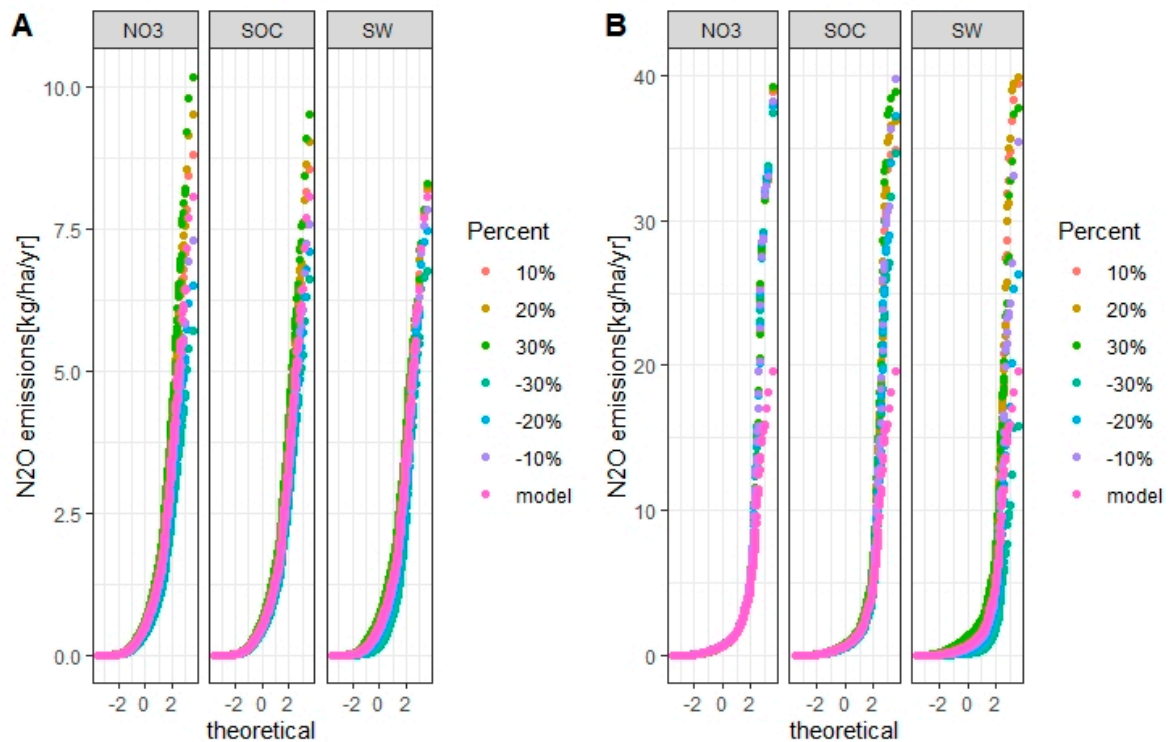 A
NO3 SOC SW
10.0
7.5
5.0
2.5
0.0
N2O emissions[kg/ha/yr]
-2 0 2 -2 0 2 -2 0 2
theoretical
Percent
10%
20%
30%
-30%
-20%
-10%
model
B
NO3 SOC SW
40
30
20
10
0
N2O emissions[kg/ha/yr]
-2 0 2 -2 0 2 -2 0 2
theoretical
Percent
10%
20%
30%
-30%
-20%
-10%
model